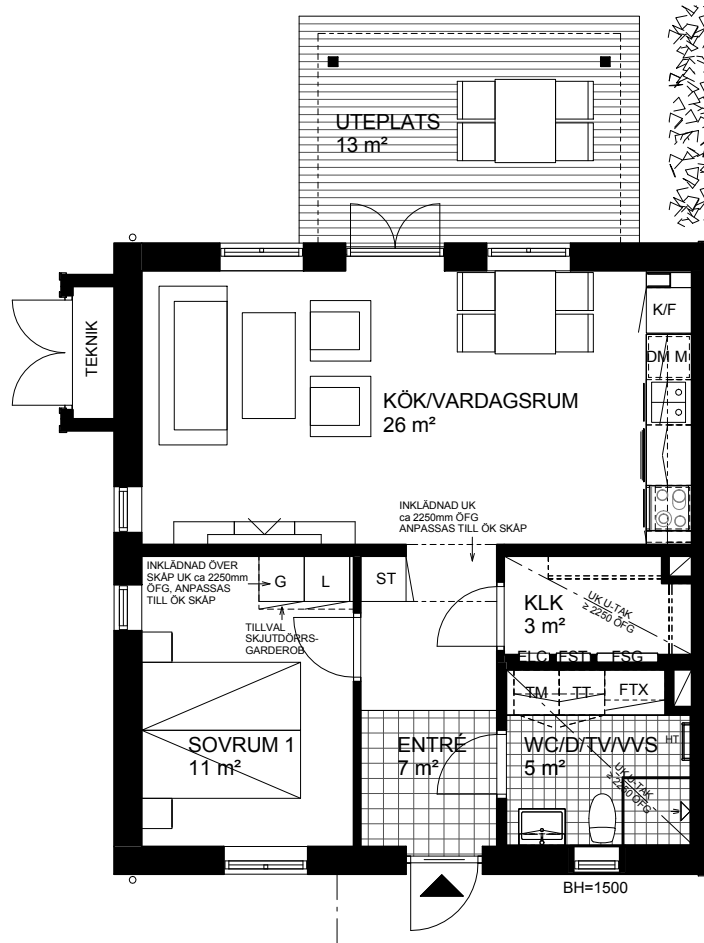 UTEPLATS
13 m²
TEKNIK
K/F
DM M
KÖK/VARDAGSRUM
26 m²
INKLÄDNAD UK
ca 2250mm ÖFG
ANPASSAS TILL ÖK SKÅP
INKLÄDNAD ÖVER
SKÅP UK ca 2250mm
ÖFG, ANPASSAS
TILL ÖK SKÅP
G
L
ST
TILLVAL
SKJUTDÖRRS-
GARDEROB
KLK
3 m²
UK U-TAK
≥ 2250 ÖFG
ELC
FST
FSG
TM
TT
FTX
SOVRUM 1
11 m²
ENTRÉ
7 m²
WC/D/TV/VVS
5 m²
HT
UK U-TAK
≥ 2250 ÖFG
BH=1500